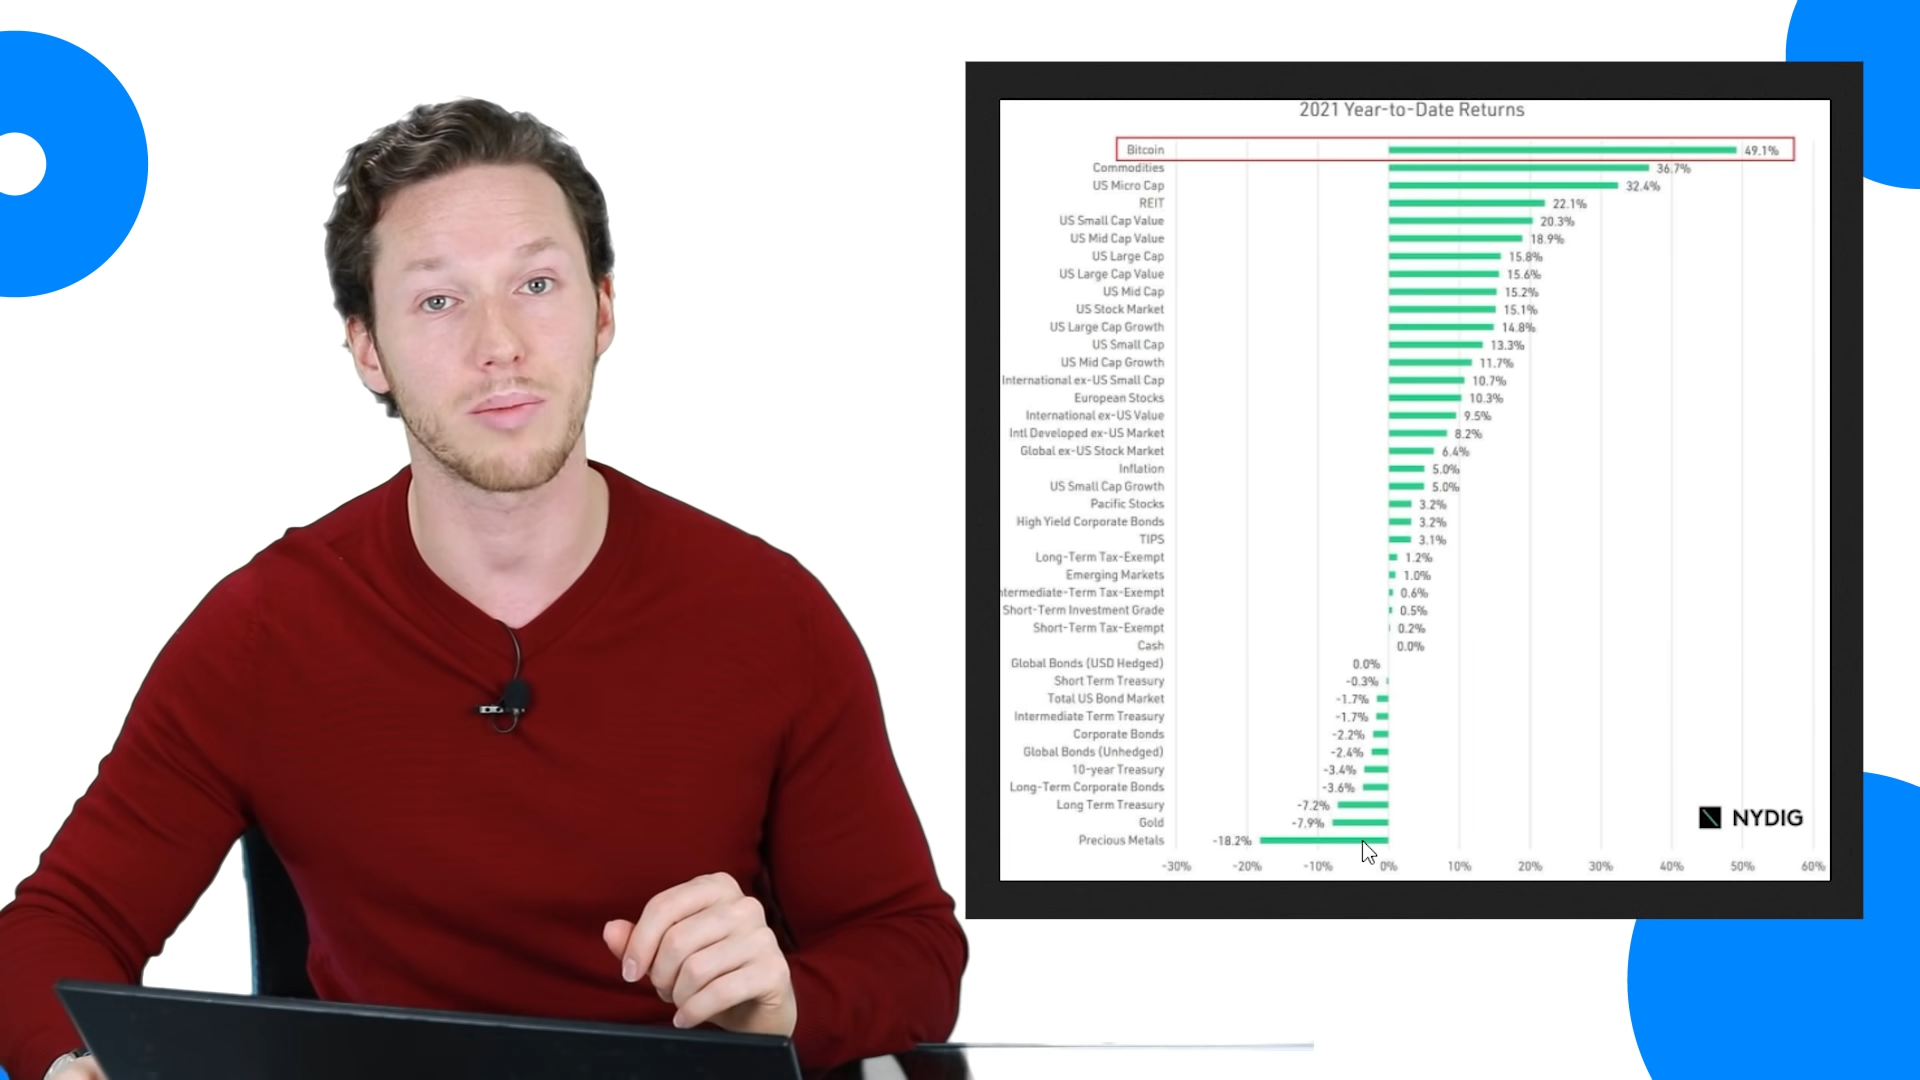 2021 Year-to-Date Returns
Bitcoin 49.1%
Commodities 36.7%
US Micro Cap 32.4%
REIT 22.1%
US Small Cap Value 20.3%
US Mid Cap Value 18.9%
US Large Cap 15.8%
US Large Cap Value 15.6%
US Mid Cap 15.2%
US Stock Market 15.1%
US Large Cap Growth 14.8%
US Small Cap 13.3%
US Mid Cap Growth 11.7%
International ex-US Small Cap 10.7%
European Stocks 10.3%
International ex-US Value 9.5%
Intl Developed ex-US Market 8.2%
Global ex-US Stock Market 6.4%
Inflation 5.0%
US Small Cap Growth 5.0%
Pacific Stocks 3.2%
High Yield Corporate Bonds 3.2%
TIPS 3.1%
Long-Term Tax-Exempt 1.2%
Emerging Markets 1.0%
ntermediate-Term Tax-Exempt 0.6%
Short-Term Investment Grade 0.5%
Short-Term Tax-Exempt 0.2%
Cash 0.0%
Global Bonds (USD Hedged) 0.0%
Short Term Treasury -0.3%
Total US Bond Market -1.7%
Intermediate Term Treasury -1.7%
Corporate Bonds -2.2%
Global Bonds (Unhedged) -2.4%
10-year Treasury -3.4%
Long-Term Corporate Bonds -3.6%
Long Term Treasury -7.2%
Gold -7.9%
Precious Metals -18.2%
NYDIG
-30% -20% -10% 0% 10% 20% 30% 40% 50% 60%